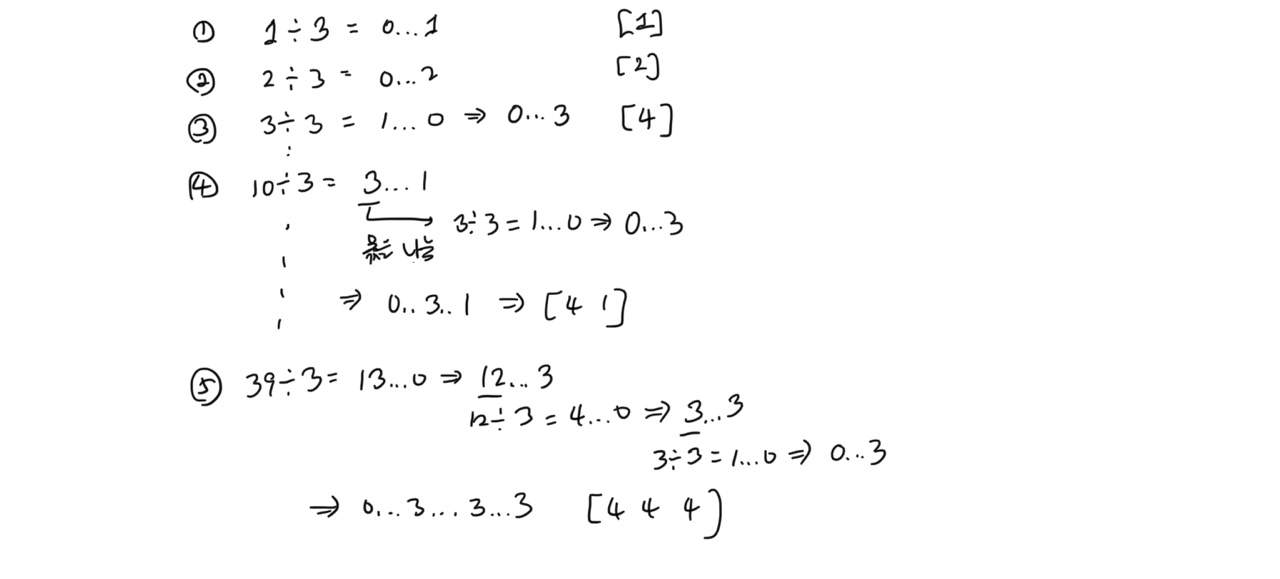 ① 1÷3 = 0...1 [1]
② 2÷3 = 0...2 [2]
③ 3÷3 = 1...0 ⇒ 0...3 [4]
:
④ 10÷3 = 3...1
3÷3 = 1...0 ⇒ 0...3
또 나눔
⇒ 0..3..1 ⇒ [4 1]
⑤ 39÷3 = 13...0 ⇒ 12...3
12÷3 = 4...0 ⇒ 3...3
3÷3 = 1...0 ⇒ 0...3
⇒ 0...3...3...3 [4 4 4]